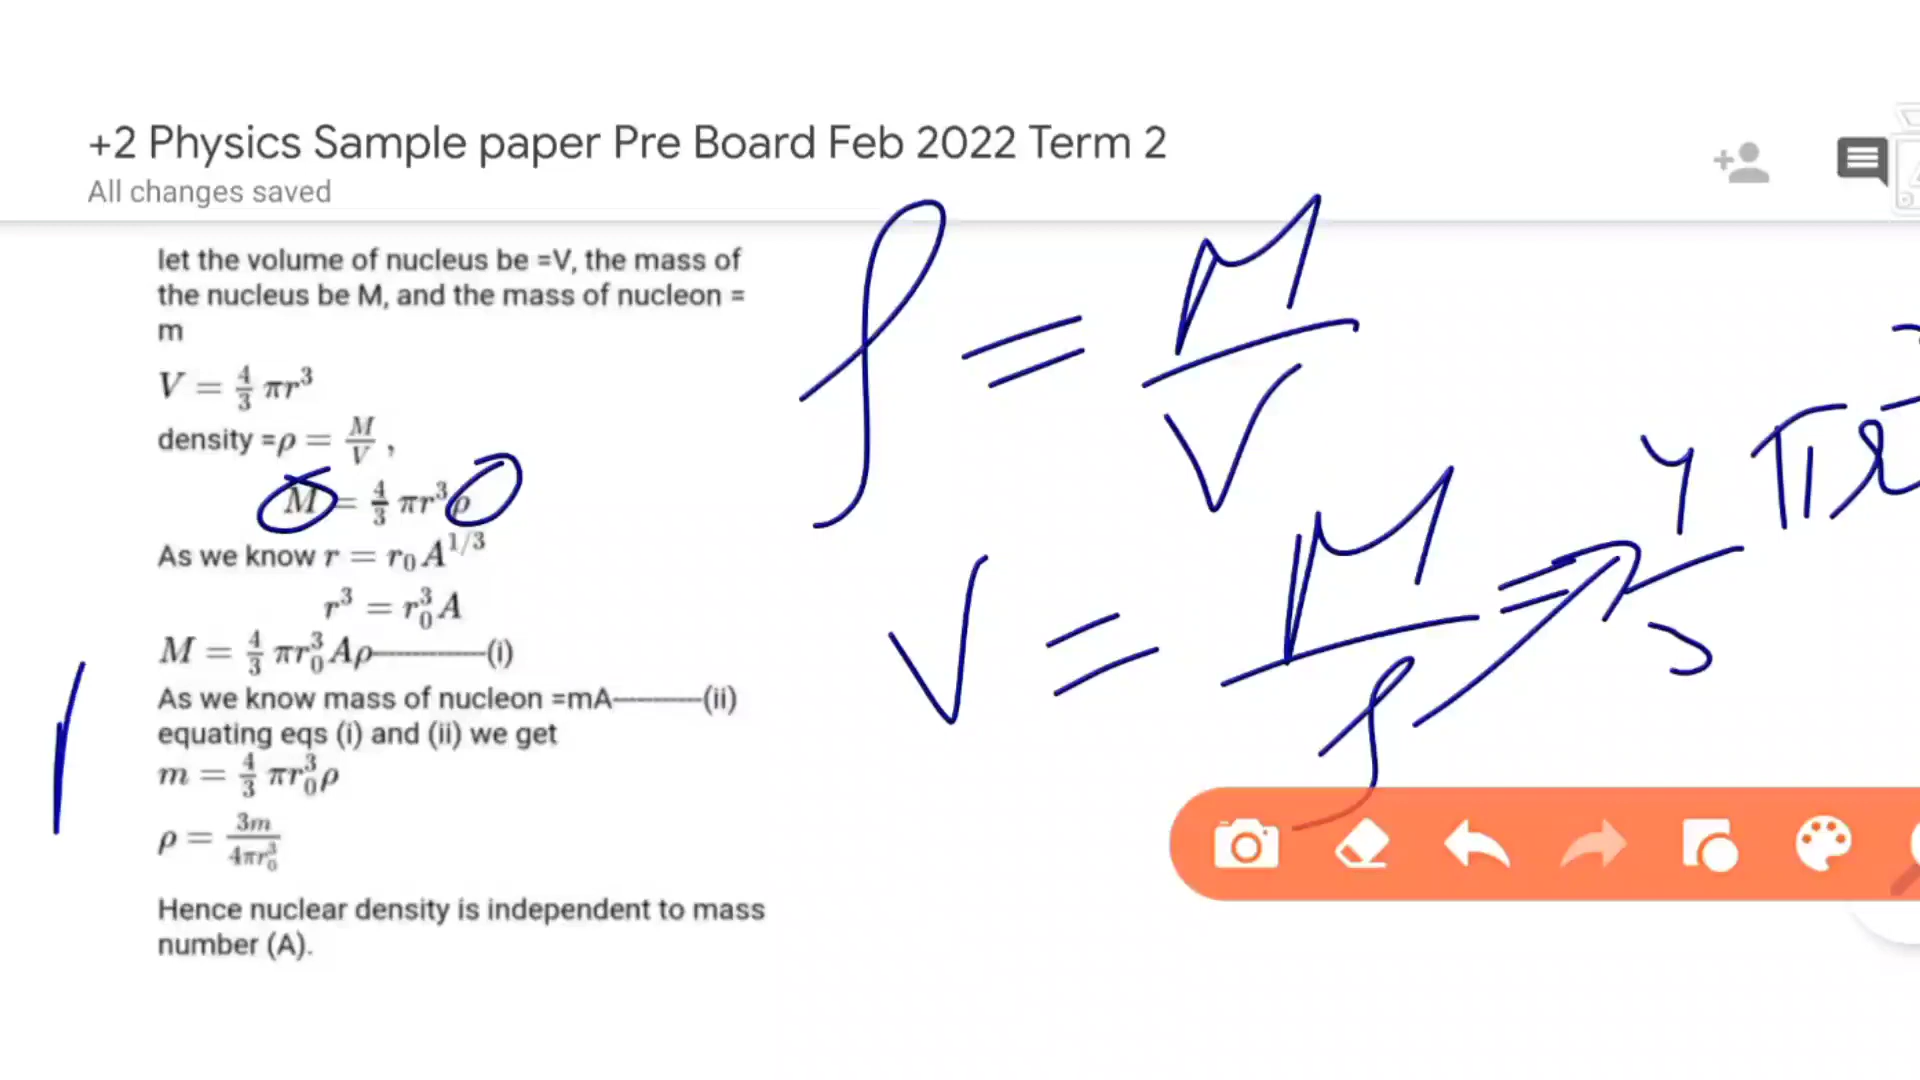 +2 Physics Sample paper Pre Board Feb 2022 Term 2
All changes saved
let the volume of nucleus be =V, the mass of
the nucleus be M, and the mass of nucleon =
m
V = 4/3 πr³
density =ρ = M/V ,
M = 4/3 πr³ρ
As we know r = r₀A^1/3
r³ = r₀³A
M = 4/3 πr₀³Aρ————(i)
As we know mass of nucleon =mA————(ii)
equating eqs (i) and (ii) we get
m = 4/3 πr₀³ρ
ρ = 3m/4πr₀³
Hence nuclear density is independent to mass
number (A).
ρ = M/V
V = M/ρ = 4/3 πr